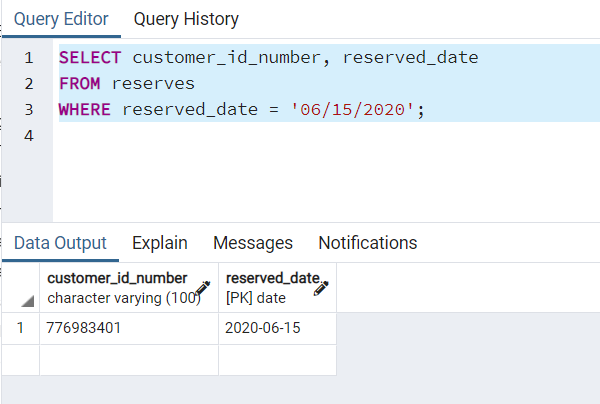 Query Editor Query History
1 SELECT customer_id_number, reserved_date
2 FROM reserves
3 WHERE reserved_date = '06/15/2020';
4
Data Output Explain Messages Notifications
customer_id_number reserved_date
character varying (100) [PK] date
1 776983401 2020-06-15